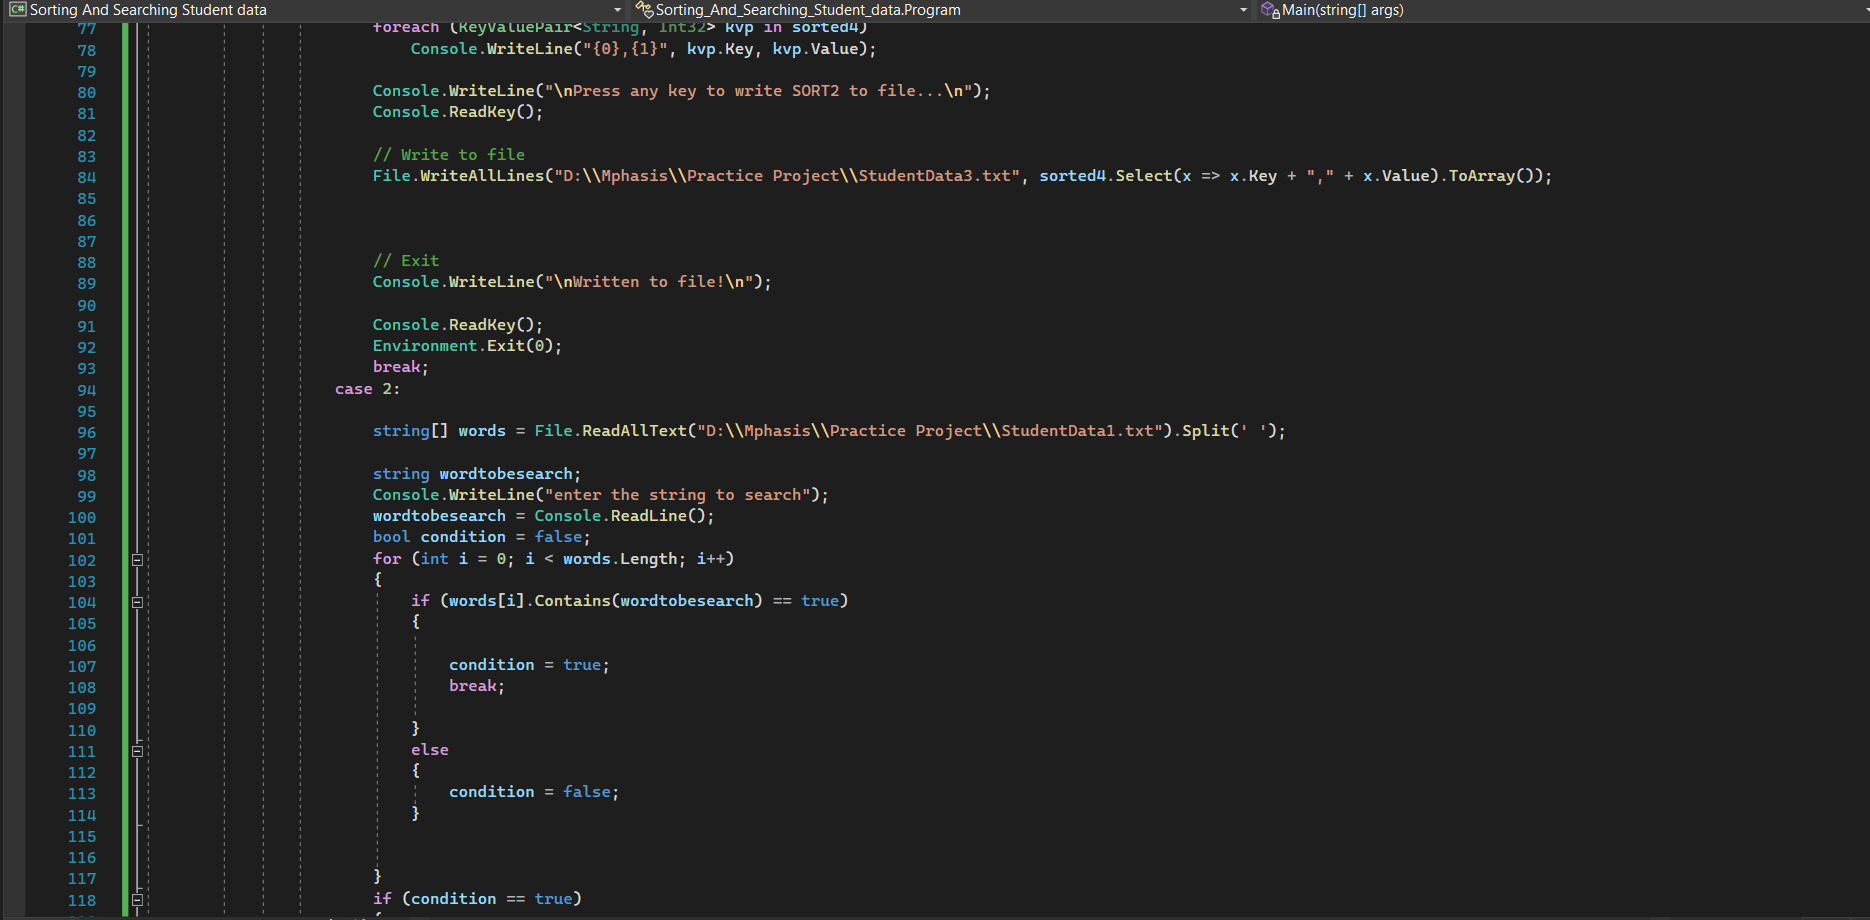 Sorting And Searching Student data Sorting_And_Searching_Student_data.Program Main(string[] args)
77 foreach (KeyValuePair<String, Int32> kvp in sorted4)
78 Console.WriteLine("{0},{1}", kvp.Key, kvp.Value);
79
80 Console.WriteLine("\nPress any key to write SORT2 to file...\n");
81 Console.ReadKey();
82
83 // Write to file
84 File.WriteAllLines("D:\\Mphasis\\Practice Project\\StudentData3.txt", sorted4.Select(x => x.Key + "," + x.Value).ToArray());
85
86
87
88 // Exit
89 Console.WriteLine("\nWritten to file!\n");
90
91 Console.ReadKey();
92 Environment.Exit(0);
93 break;
94 case 2:
95
96 string[] words = File.ReadAllText("D:\\Mphasis\\Practice Project\\StudentData1.txt").Split(' ');
97
98 string wordtobesearch;
99 Console.WriteLine("enter the string to search");
100 wordtobesearch = Console.ReadLine();
101 bool condition = false;
102 for (int i = 0; i < words.Length; i++)
103 {
104 if (words[i].Contains(wordtobesearch) == true)
105 {
106
107 condition = true;
108 break;
109
110 }
111 else
112 {
113 condition = false;
114 }
115
116
117 }
118 if (condition == true)